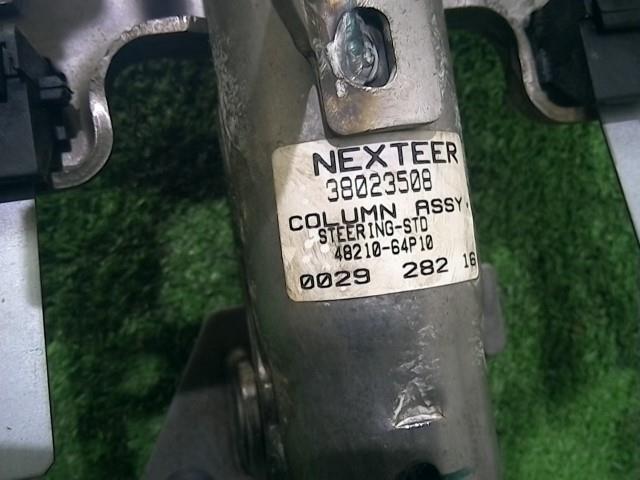 NEXTEER
38023508
COLUMN ASSY.
STEERING-STD
48210-64P10
0029 282 16